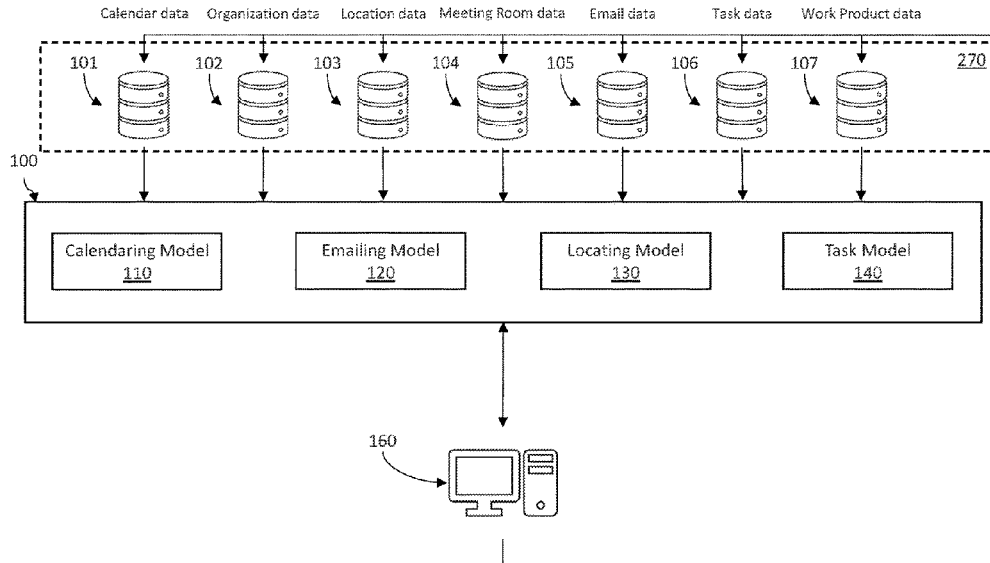 Calendar data Organization data Location data Meeting Room data Email data Task data Work Product data
101 102 103 104 105 106 107 270
100
Calendaring Model Emailing Model Locating Model Task Model
110 120 130 140
160